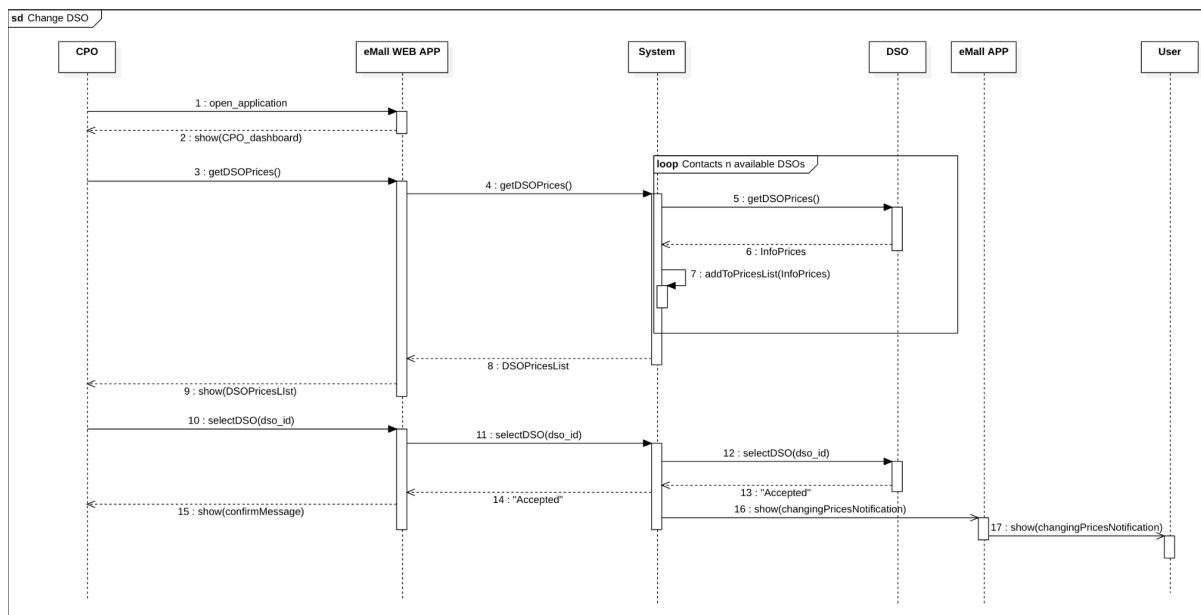 sd Change DSO
CPO
eMall WEB APP
System
DSO
eMall APP
User
1 : open_application
2 : show(CPO_dashboard)
loop Contacts n available DSOs
3 : getDSOPrices()
4 : getDSOPrices()
5 : getDSOPrices()
6 : InfoPrices
7 : addToPricesList(InfoPrices)
8 : DSOPricesList
9 : show(DSOPricesLIst)
10 : selectDSO(dso_id)
11 : selectDSO(dso_id)
12 : selectDSO(dso_id)
13 : "Accepted"
14 : "Accepted"
15 : show(confirmMessage)
16 : show(changingPricesNotification)
17 : show(changingPricesNotification)